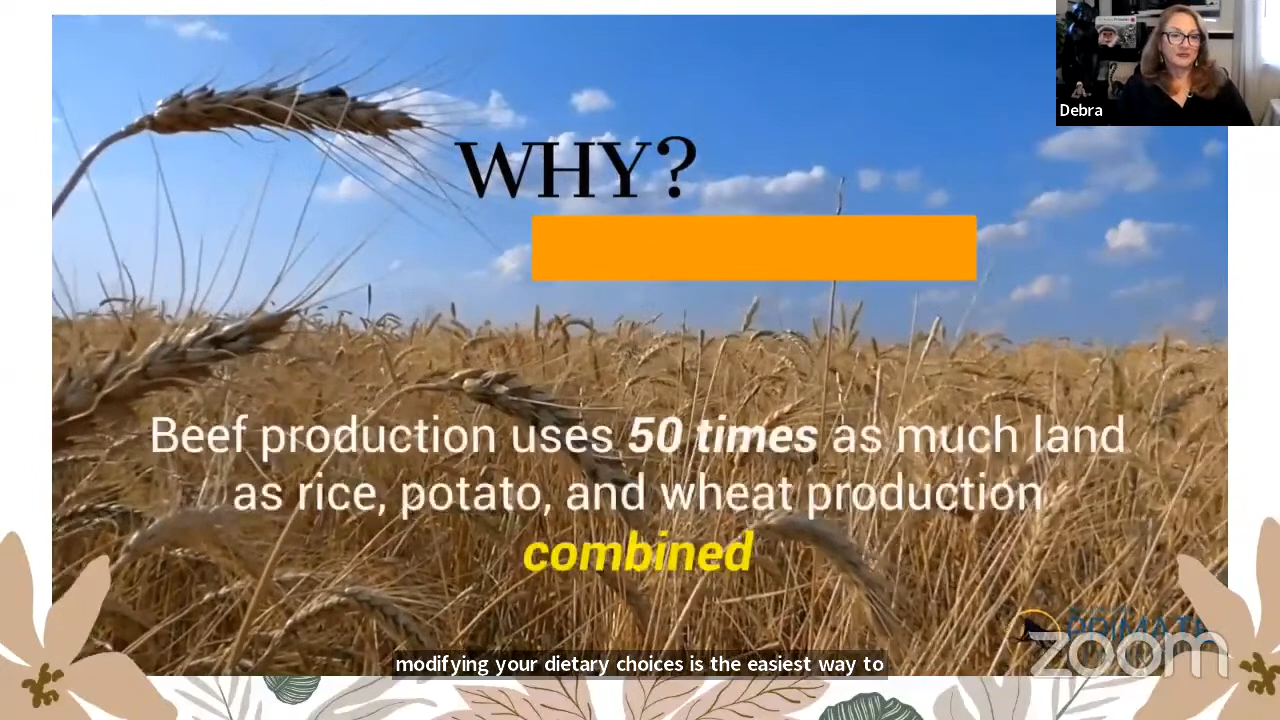 Debra
WHY?
Beef production uses 50 times as much land
as rice, potato, and wheat production
combined
PRIMATE
zoom
modifying your dietary choices is the easiest way to